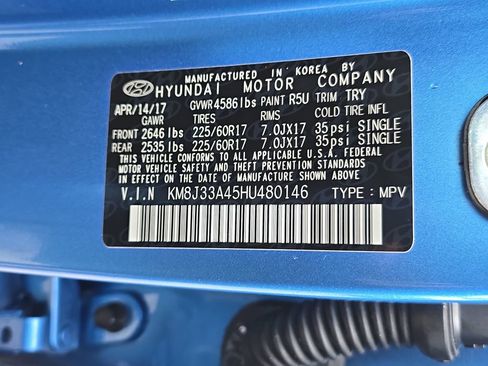 MANUFACTURED IN KOREA BY
HYUNDAI MOTOR COMPANY
APR/14/17 GVWR 4586 lbs PAINT R5U TRIM TRY
GAWR TIRES RIMS COLD TIRE INFL
FRONT 2646 lbs 225/60R17 7.0JX17 35psi SINGLE
REAR 2535 lbs 225/60R17 7.0JX17 35psi SINGLE
THIS VEHICLE CONFORMS TO ALL APPLICABLE U.S.A. FEDERAL
MOTOR VEHICLE SAFETY AND THEFT PREVENTION STANDARDS
IN EFFECT ON THE DATE OF MANUFACTURE SHOWN ABOVE.
V.I.N KM8J33A45HU480146 TYPE : MPV